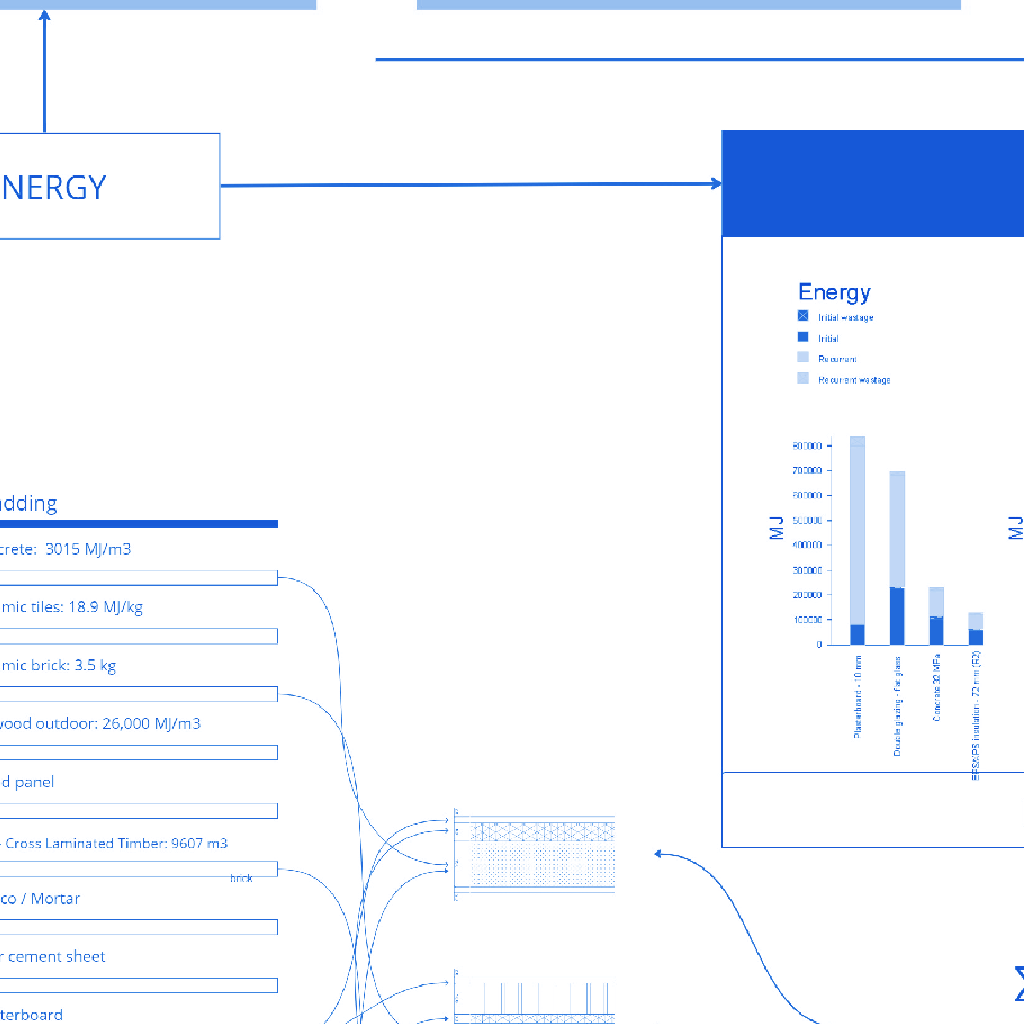 NERGY
Energy
Initial wastage
Initial
Recurrent
Recurrent wastage
MJ
800000
700000
600000
500000
400000
300000
200000
100000
0
MJ
Plasterboard - 10 mm
Double glazing - flat glass
Concrete 32 MPa
EPS/XPS insulation - 72 mm (R2)
dding
crete: 3015 MJ/m3
mic tiles: 18.9 MJ/kg
mic brick: 3.5 kg
wood outdoor: 26,000 MJ/m3
d panel
- Cross Laminated Timber: 9607 m3
brick
co / Mortar
r cement sheet
terboard